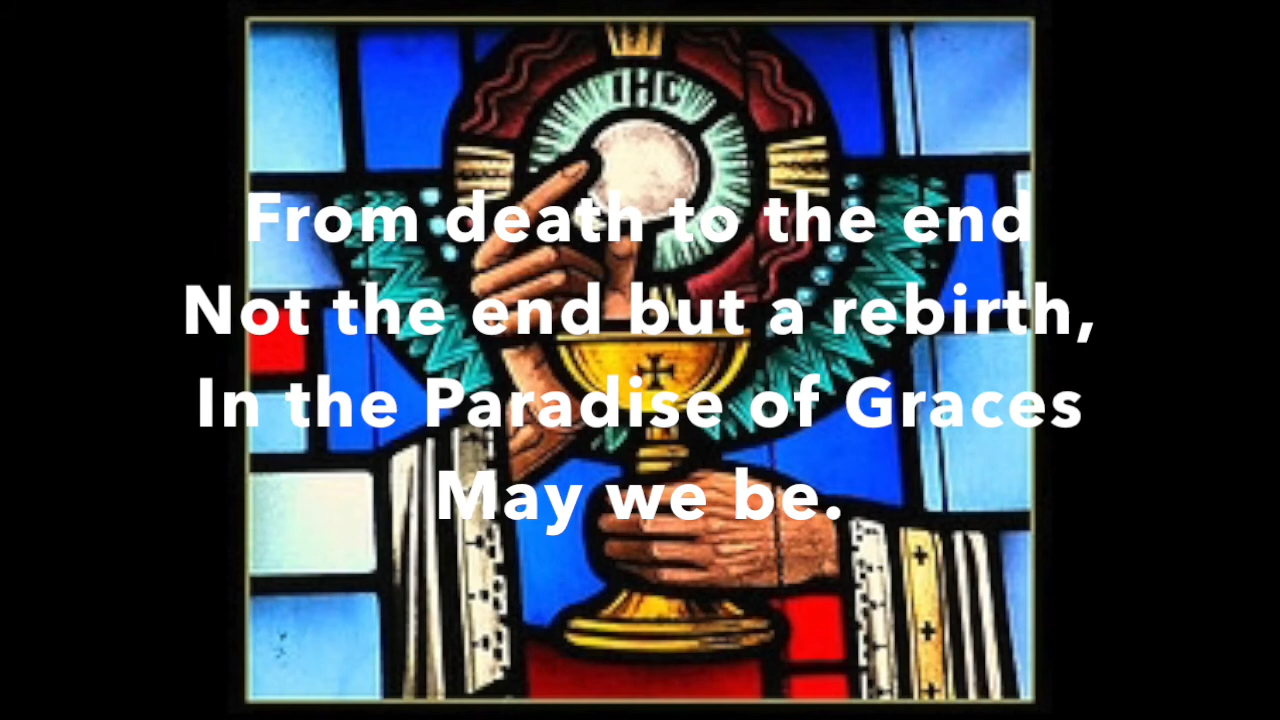 IHC
From death to the end
Not the end but a rebirth,
In the Paradise of Graces
May we be.